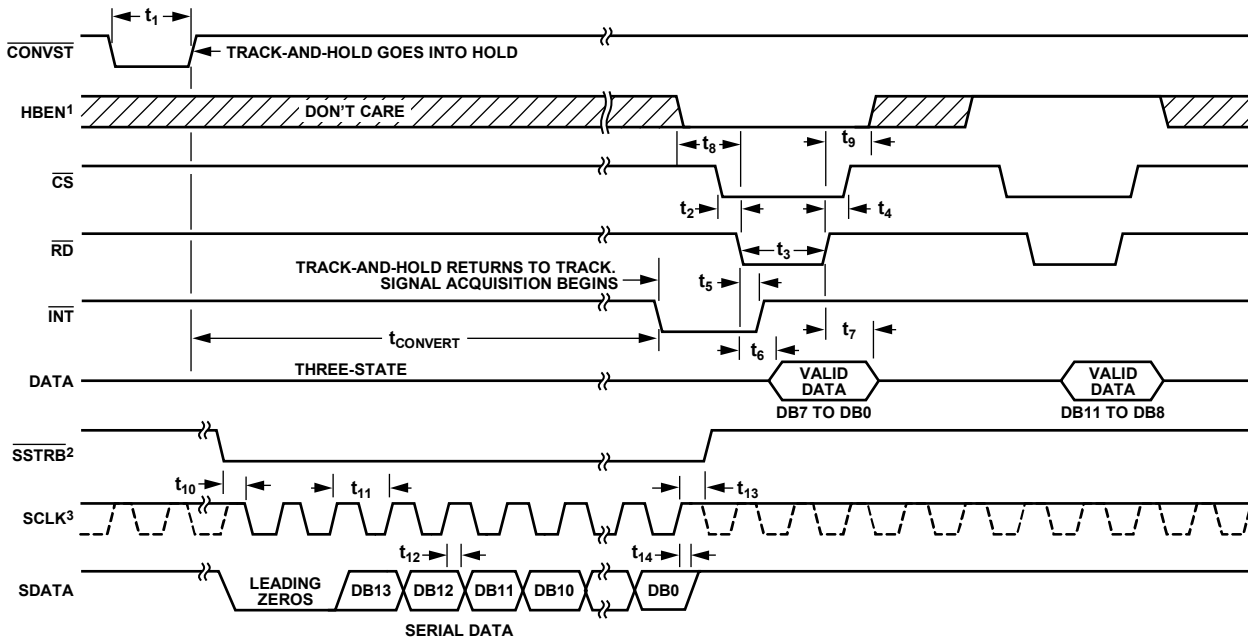 t1
CONVST
TRACK-AND-HOLD GOES INTO HOLD
HBEN1
DON'T CARE
t8
t9
CS
t2
t4
RD
t3
TRACK-AND-HOLD RETURNS TO TRACK.
SIGNAL ACQUISITION BEGINS
t5
INT
tCONVERT
t7
t6
DATA
THREE-STATE
VALID
DATA
VALID
DATA
DB7 TO DB0
DB11 TO DB8
SSTRB2
t10
t11
t13
SCLK3
t12
t14
SDATA
LEADING
ZEROS
DB13
DB12
DB11
DB10
DB0
SERIAL DATA